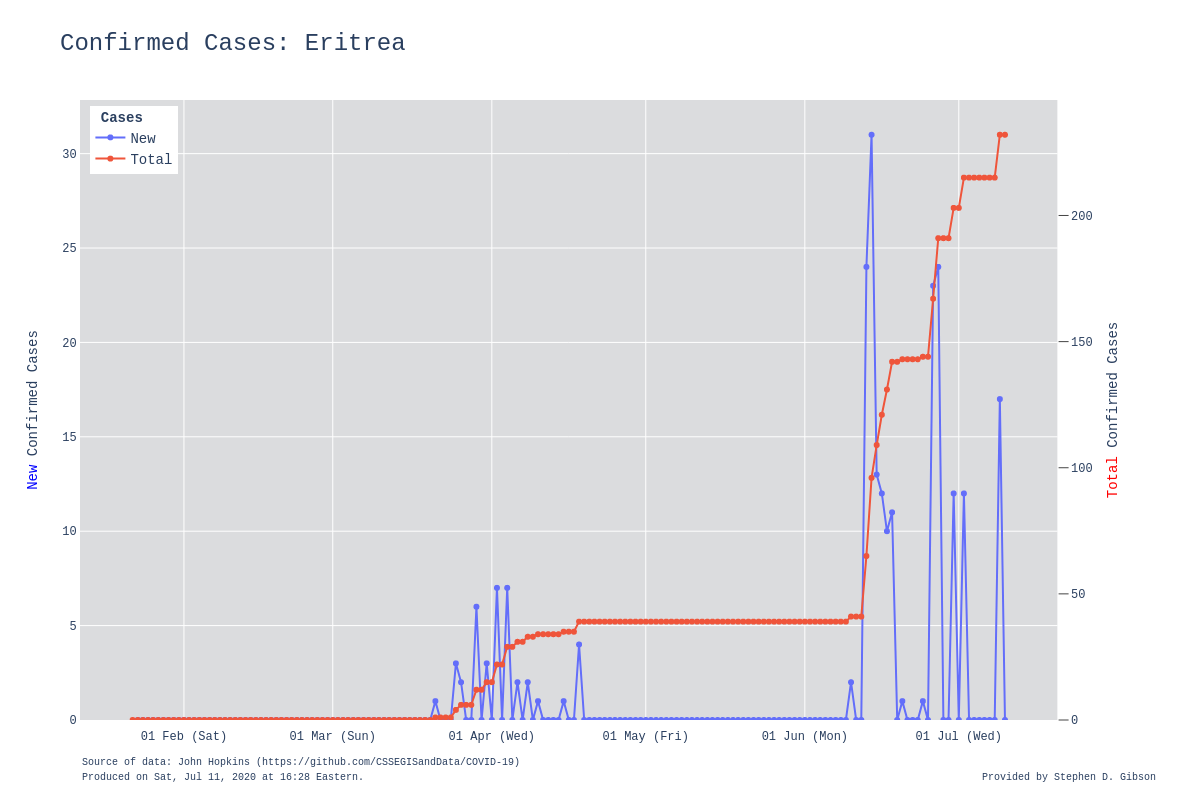 Confirmed Cases: Eritrea
Cases
New
Total
30
25
20
15
10
5
0
New Confirmed Cases
200
150
100
50
0
Total Confirmed Cases
01 Feb (Sat)
01 Mar (Sun)
01 Apr (Wed)
01 May (Fri)
01 Jun (Mon)
01 Jul (Wed)
Source of data: John Hopkins (https://github.com/CSSEGISandData/COVID-19)
Produced on Sat, Jul 11, 2020 at 16:28 Eastern.
Provided by Stephen D. Gibson